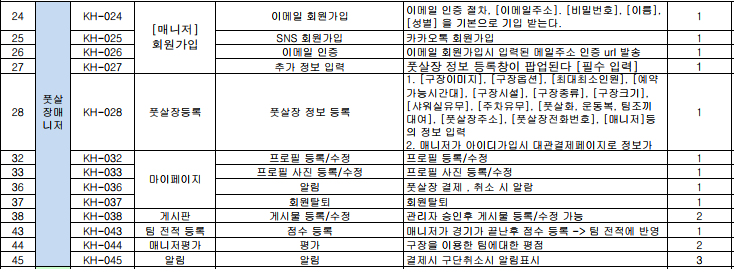 24 KH-024 [매니저] 회원가입 이메일 회원가입 이메일 인증 절차, [이메일주소]. [비밀번호], [이름],
[성별] 을 기본으로 기입 받는다. 1
25 KH-025 SNS 회원가입 카카오톡 회원가입 1
26 KH-026 이메일 인증 이메일 회원가입시 입력된 메일주소 인증 url 발송 1
27 KH-027 추가 정보 입력 풋살장 정보 등록창이 팝업된다 [필수 입력] 1
풋살장매니저
28 KH-028 풋살장등록 풋살장 정보 등록 1. [구장이미지], [구장옵션], [최대최소인원], [예약
가능시간대], [구장시설], [구장종류], [구장크기],
[샤워실유무], [주차유무], [풋살화, 운동복, 팀조끼
대여], [풋살장주소], [풋살장전화번호], [매니저]등
의 정보 입력
2. 매니저가 아이디가입시 대관결제페이지로 정보가 1
32 KH-032 마이페이지 프로필 등록/수정 프로필 등록/수정 1
33 KH-033 프로필 사진 등록/수정 프로필 사진 등록/수정 1
36 KH-036 알림 풋살장 결제 , 취소 시 알람 1
37 KH-037 회원탈퇴 회원탈퇴 1
38 KH-038 게시판 게시물 등록/수정 관리자 승인후 게시물 등록/수정 가능 2
43 KH-043 팀 전적 등록 점수 등록 매니저가 경기가 끝난후 점수 등록 -> 팀 전적에 반영 1
44 KH-044 매니저평가 평가 구장을 이용한 팀에대한 평점 2
45 KH-045 알림 알림 결제시 구단취소시 알림표시 3